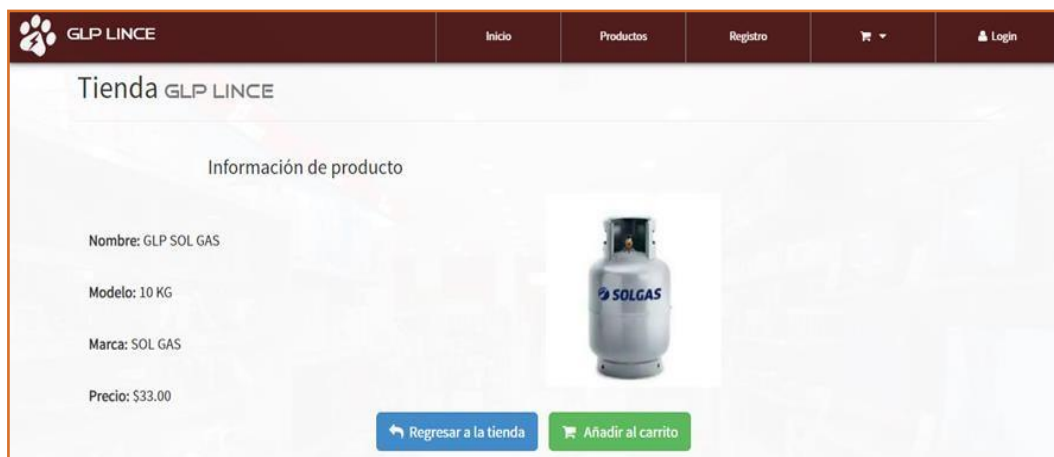 GLP LINCE Inicio Productos Registro Login
Tienda GLP LINCE
Información de producto
Nombre: GLP SOL GAS
SOLGAS
Modelo: 10 KG
Marca: SOL GAS
Precio: $33.00
Regresar a la tienda Añadir al carrito